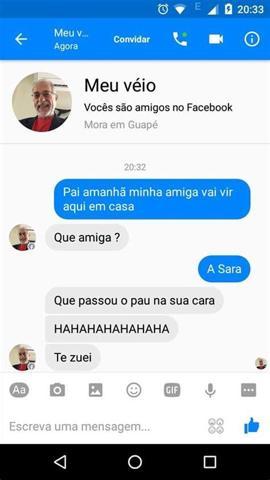 20:33
Meu v...
Agora
Convidar
Meu véio
Vocês são amigos no Facebook
Mora em Guapé
20:32
Pai amanhã minha amiga vai vir
aqui em casa
Que amiga ?
A Sara
Que passou o pau na sua cara
HAHAHAHAHAHAHA
Te zuei
Aa
GIF
Escreva uma mensagem...